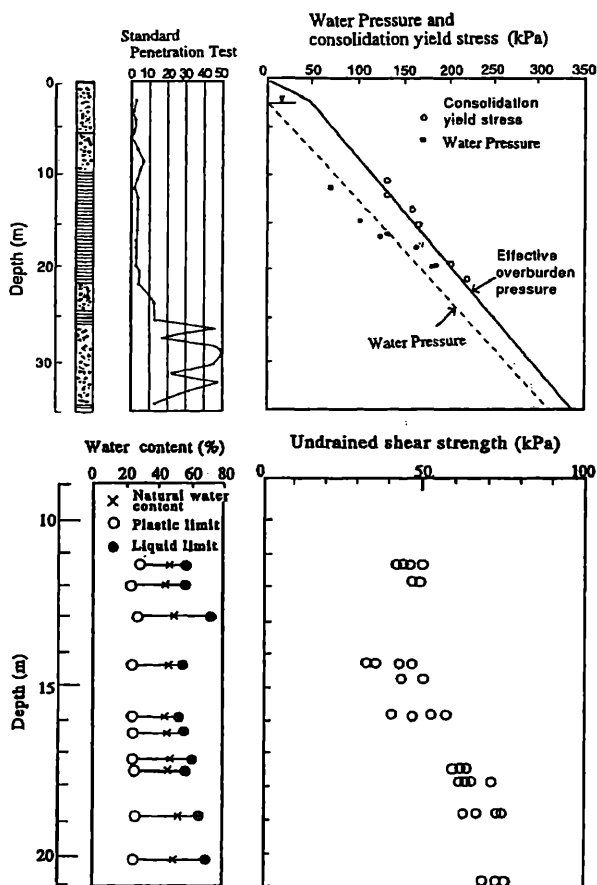 Standard
Penetration Test
0 10 20 30 40 50
Water Pressure and
consolidation yield stress (kPa)
0 50 100 150 200 250 300 350
Depth (m)
0
10
20
30
Consolidation
yield stress
Water Pressure
Effective
overburden
pressure
Water Pressure
Water content (%)
0 20 40 60 80
Natural water
content
Plastic limit
Liquid limit
Undrained shear strength (kPa)
0 50 100
Depth (m)
10
15
20